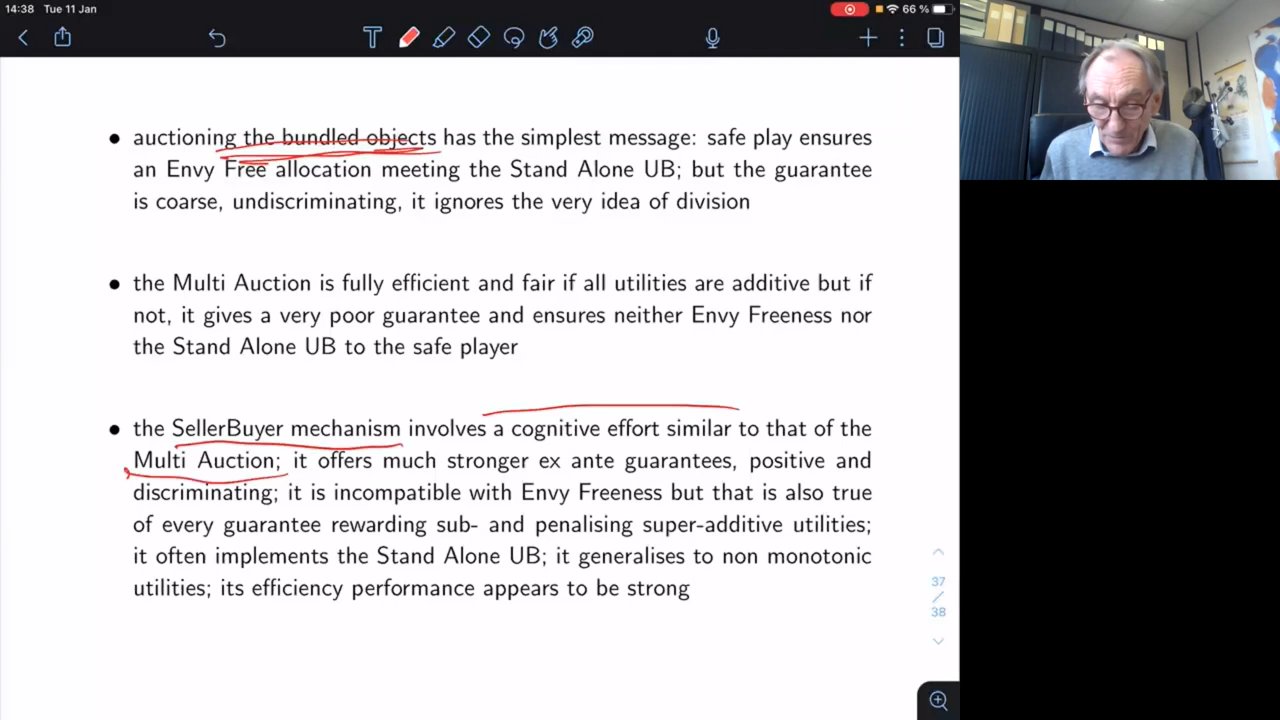 14:38 Tue 11 Jan
66 %
T
• auctioning the bundled objects has the simplest message: safe play ensures
an Envy Free allocation meeting the Stand Alone UB; but the guarantee
is coarse, undiscriminating, it ignores the very idea of division
• the Multi Auction is fully efficient and fair if all utilities are additive but if
not, it gives a very poor guarantee and ensures neither Envy Freeness nor
the Stand Alone UB to the safe player
• the SellerBuyer mechanism involves a cognitive effort similar to that of the
Multi Auction; it offers much stronger ex ante guarantees, positive and
discriminating; it is incompatible with Envy Freeness but that is also true
of every guarantee rewarding sub- and penalising super-additive utilities;
it often implements the Stand Alone UB; it generalises to non monotonic
utilities; its efficiency performance appears to be strong
37
/
38